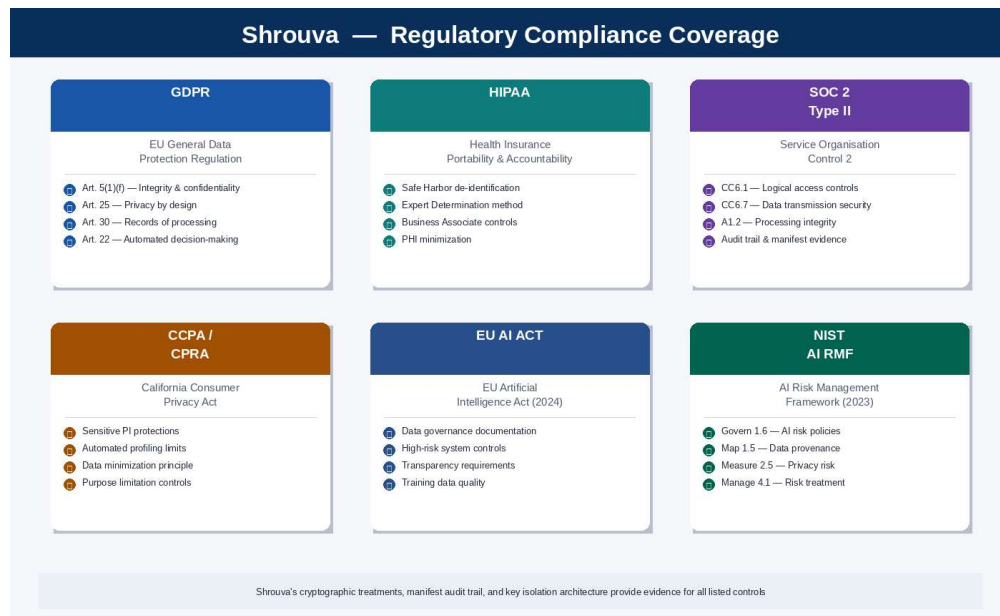 Shrouva — Regulatory Compliance Coverage
GDPR
EU General Data
Protection Regulation
Art. 5(1)(f) — Integrity & confidentiality
Art. 25 — Privacy by design
Art. 30 — Records of processing
Art. 22 — Automated decision-making
HIPAA
Health Insurance
Portability & Accountability
Safe Harbor de-identification
Expert Determination method
Business Associate controls
PHI minimization
SOC 2
Type II
Service Organisation
Control 2
CC6.1 — Logical access controls
CC6.7 — Data transmission security
A1.2 — Processing integrity
Audit trail & manifest evidence
CCPA /
CPRA
California Consumer
Privacy Act
Sensitive PI protections
Automated profiling limits
Data minimization principle
Purpose limitation controls
EU AI ACT
EU Artificial
Intelligence Act (2024)
Data governance documentation
High-risk system controls
Transparency requirements
Training data quality
NIST
AI RMF
AI Risk Management
Framework (2023)
Govern 1.6 — AI risk policies
Map 1.5 — Data provenance
Measure 2.5 — Privacy risk
Manage 4.1 — Risk treatment
Shrouva's cryptographic treatments, manifest audit trail, and key isolation architecture provide evidence for all listed controls